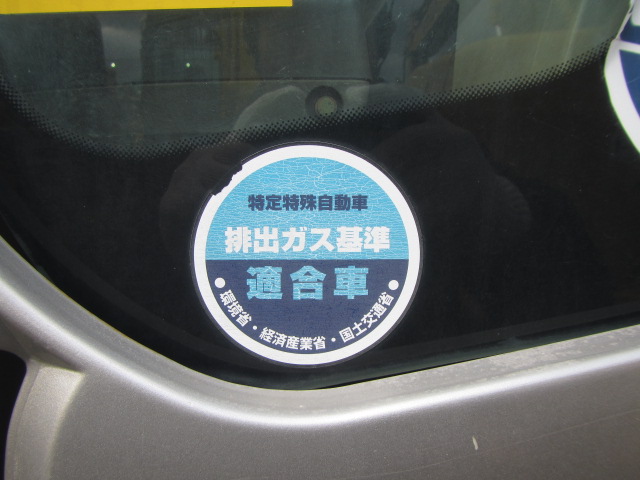 特定特殊自動車
排出ガス基準
適合車
環境省・経済産業省・国土交通省